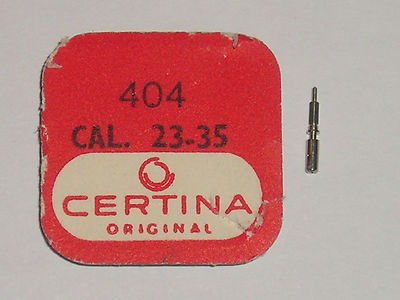 404
CAL. 23-35
CERTINA
ORIGINAL